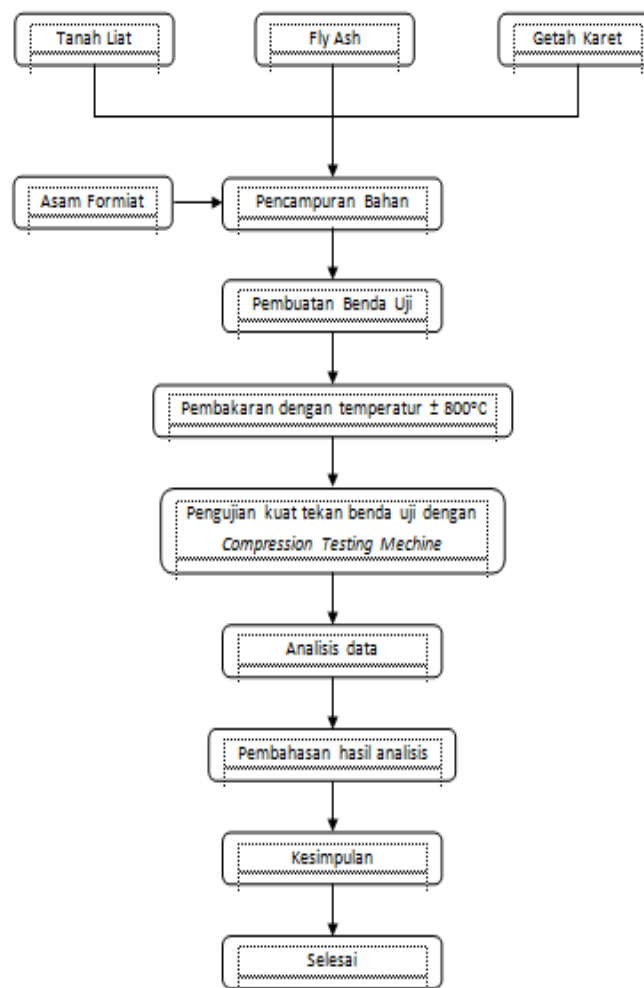 Tanah Liat
Fly Ash
Getah Karet
Asam Formiat
Pencampuran Bahan
Pembuatan Benda Uji
Pembakaran dengan temperatur ± 800°C
Pengujian kuat tekan benda uji dengan
Compression Testing Mechine
Analisis data
Pembahasan hasil analisis
Kesimpulan
Selesai